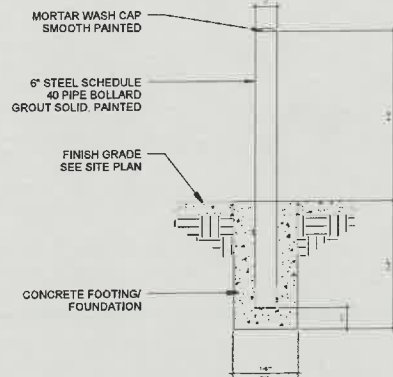 MORTAR WASH CAP
SMOOTH PAINTED
6" STEEL SCHEDULE
40 PIPE BOLLARD
GROUT SOLID, PAINTED
FINISH GRADE
SEE SITE PLAN
CONCRETE FOOTING/
FOUNDATION